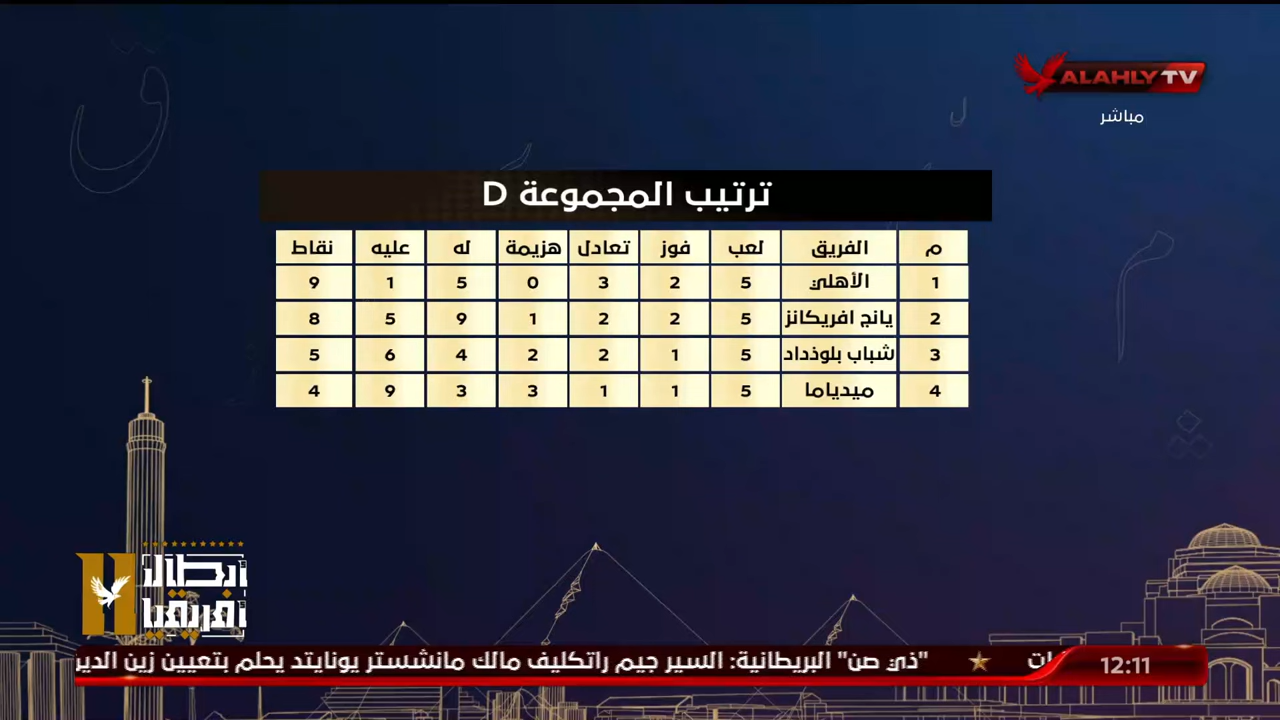 ALAHLY TV
مباشر
ترتيب المجموعة D
م الفريق لعب فوز تعادل هزيمة له عليه نقاط
1 الأهلي 5 2 3 0 5 1 9
2 يانج افريكانز 5 2 2 1 9 5 8
3 شباب بلوذداد 5 1 2 2 4 6 5
4 ميدياما 5 1 1 3 3 9 4
أبطال
أفريقيا
11
12:11 ★ "ذي صن" البريطانية: السير جيم راتكليف مالك مانشستر يونايتد يحلم بتعيين زين الدين